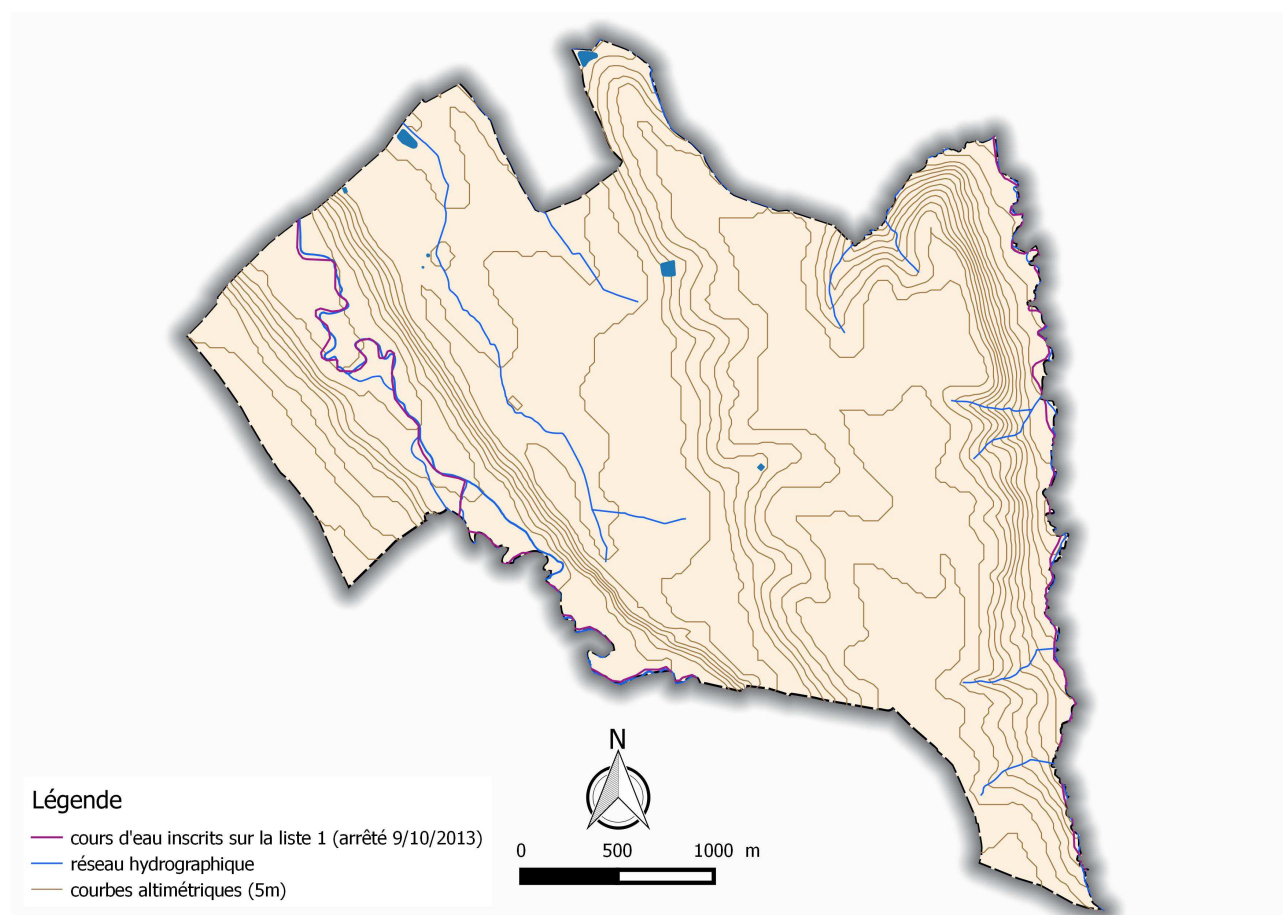 N
Légende
cours d'eau inscrits sur la liste 1 (arrêté 9/10/2013)
réseau hydrographique
courbes altimétriques (5m)
0 500 1000 m